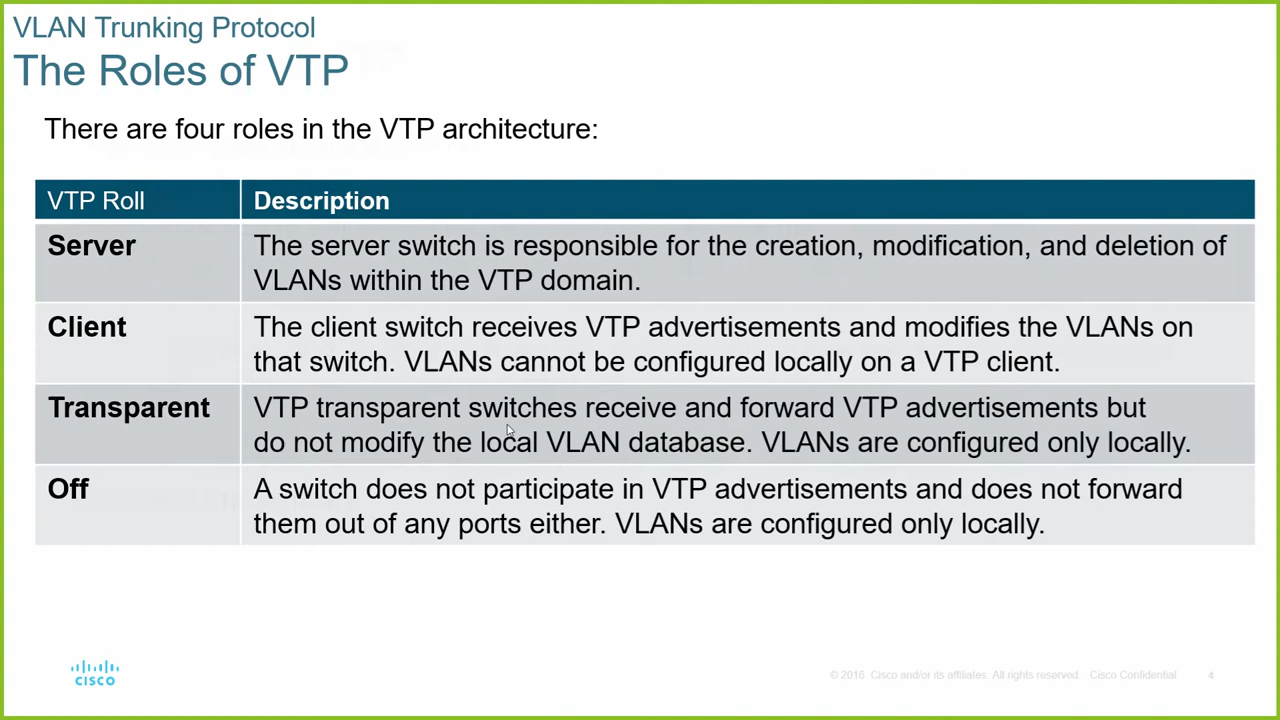 VLAN Trunking Protocol
The Roles of VTP
There are four roles in the VTP architecture:
VTP Roll
Description
Server
The server switch is responsible for the creation, modification, and deletion of
VLANs within the VTP domain.
Client
The client switch receives VTP advertisements and modifies the VLANs on
that switch. VLANs cannot be configured locally on a VTP client.
Transparent
VTP transparent switches receive and forward VTP advertisements but
do not modify the local VLAN database. VLANs are configured only locally.
Off
A switch does not participate in VTP advertisements and does not forward
them out of any ports either. VLANs are configured only locally.
CISCO
© 2016 Cisco and/or its affiliates. All rights reserved Cisco Confidential
4